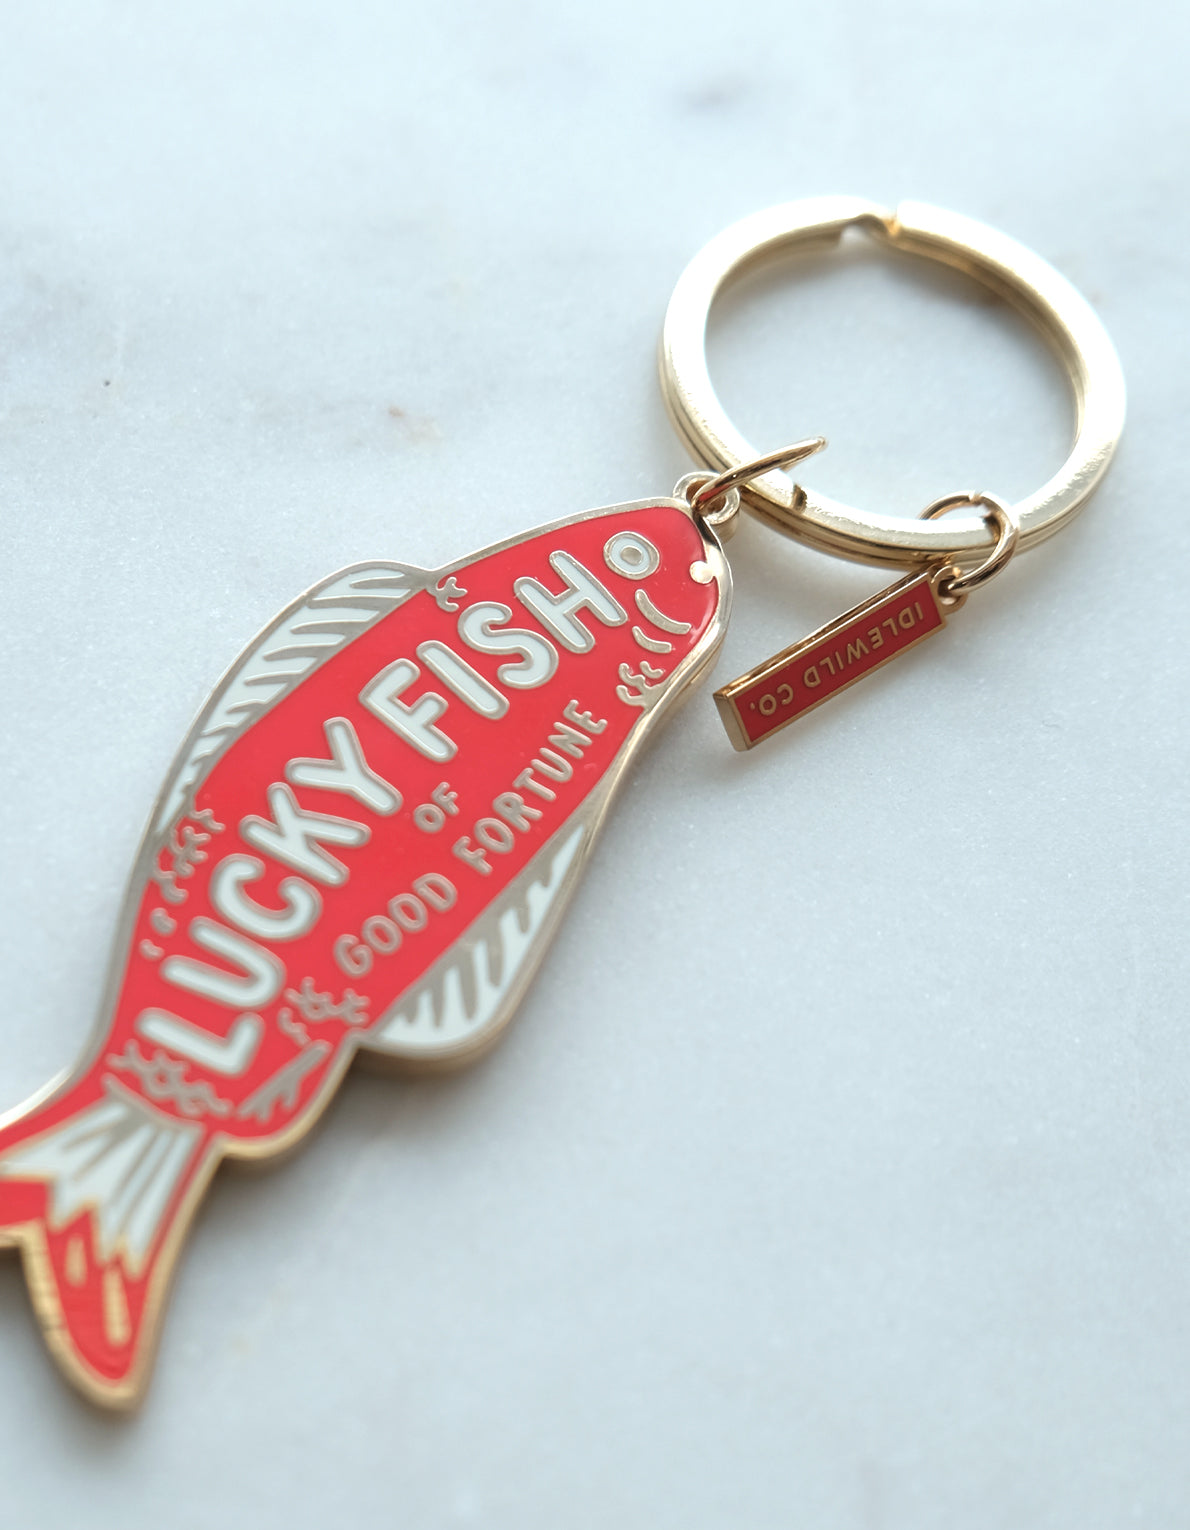 LUCKY FISH
OF
GOOD FORTUNE
IDLEWILD CO.